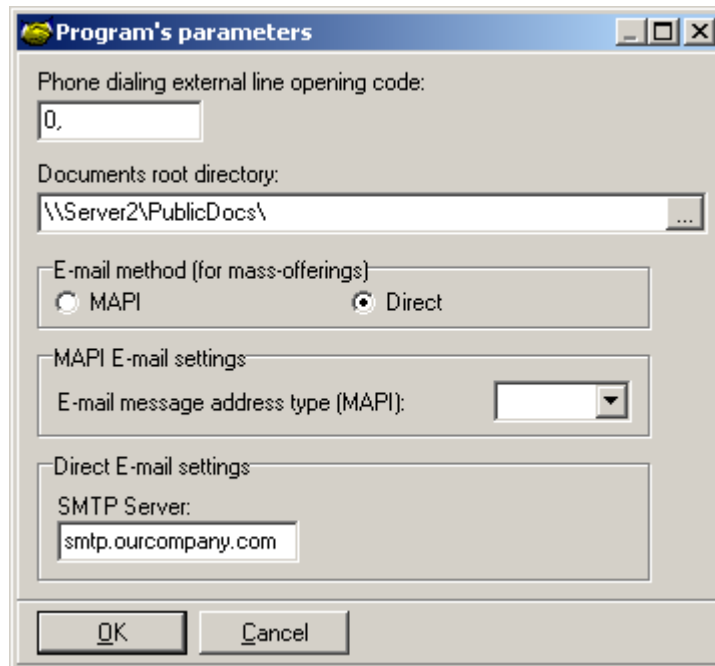 Program's parameters
Phone dialing external line opening code:
0,
Documents root directory:
\\Server2\PublicDocs\
...
E-mail method (for mass-offerings)
MAPI Direct
MAPI E-mail settings
E-mail message address type (MAPI):
Direct E-mail settings
SMTP Server:
smtp.ourcompany.com
OK Cancel